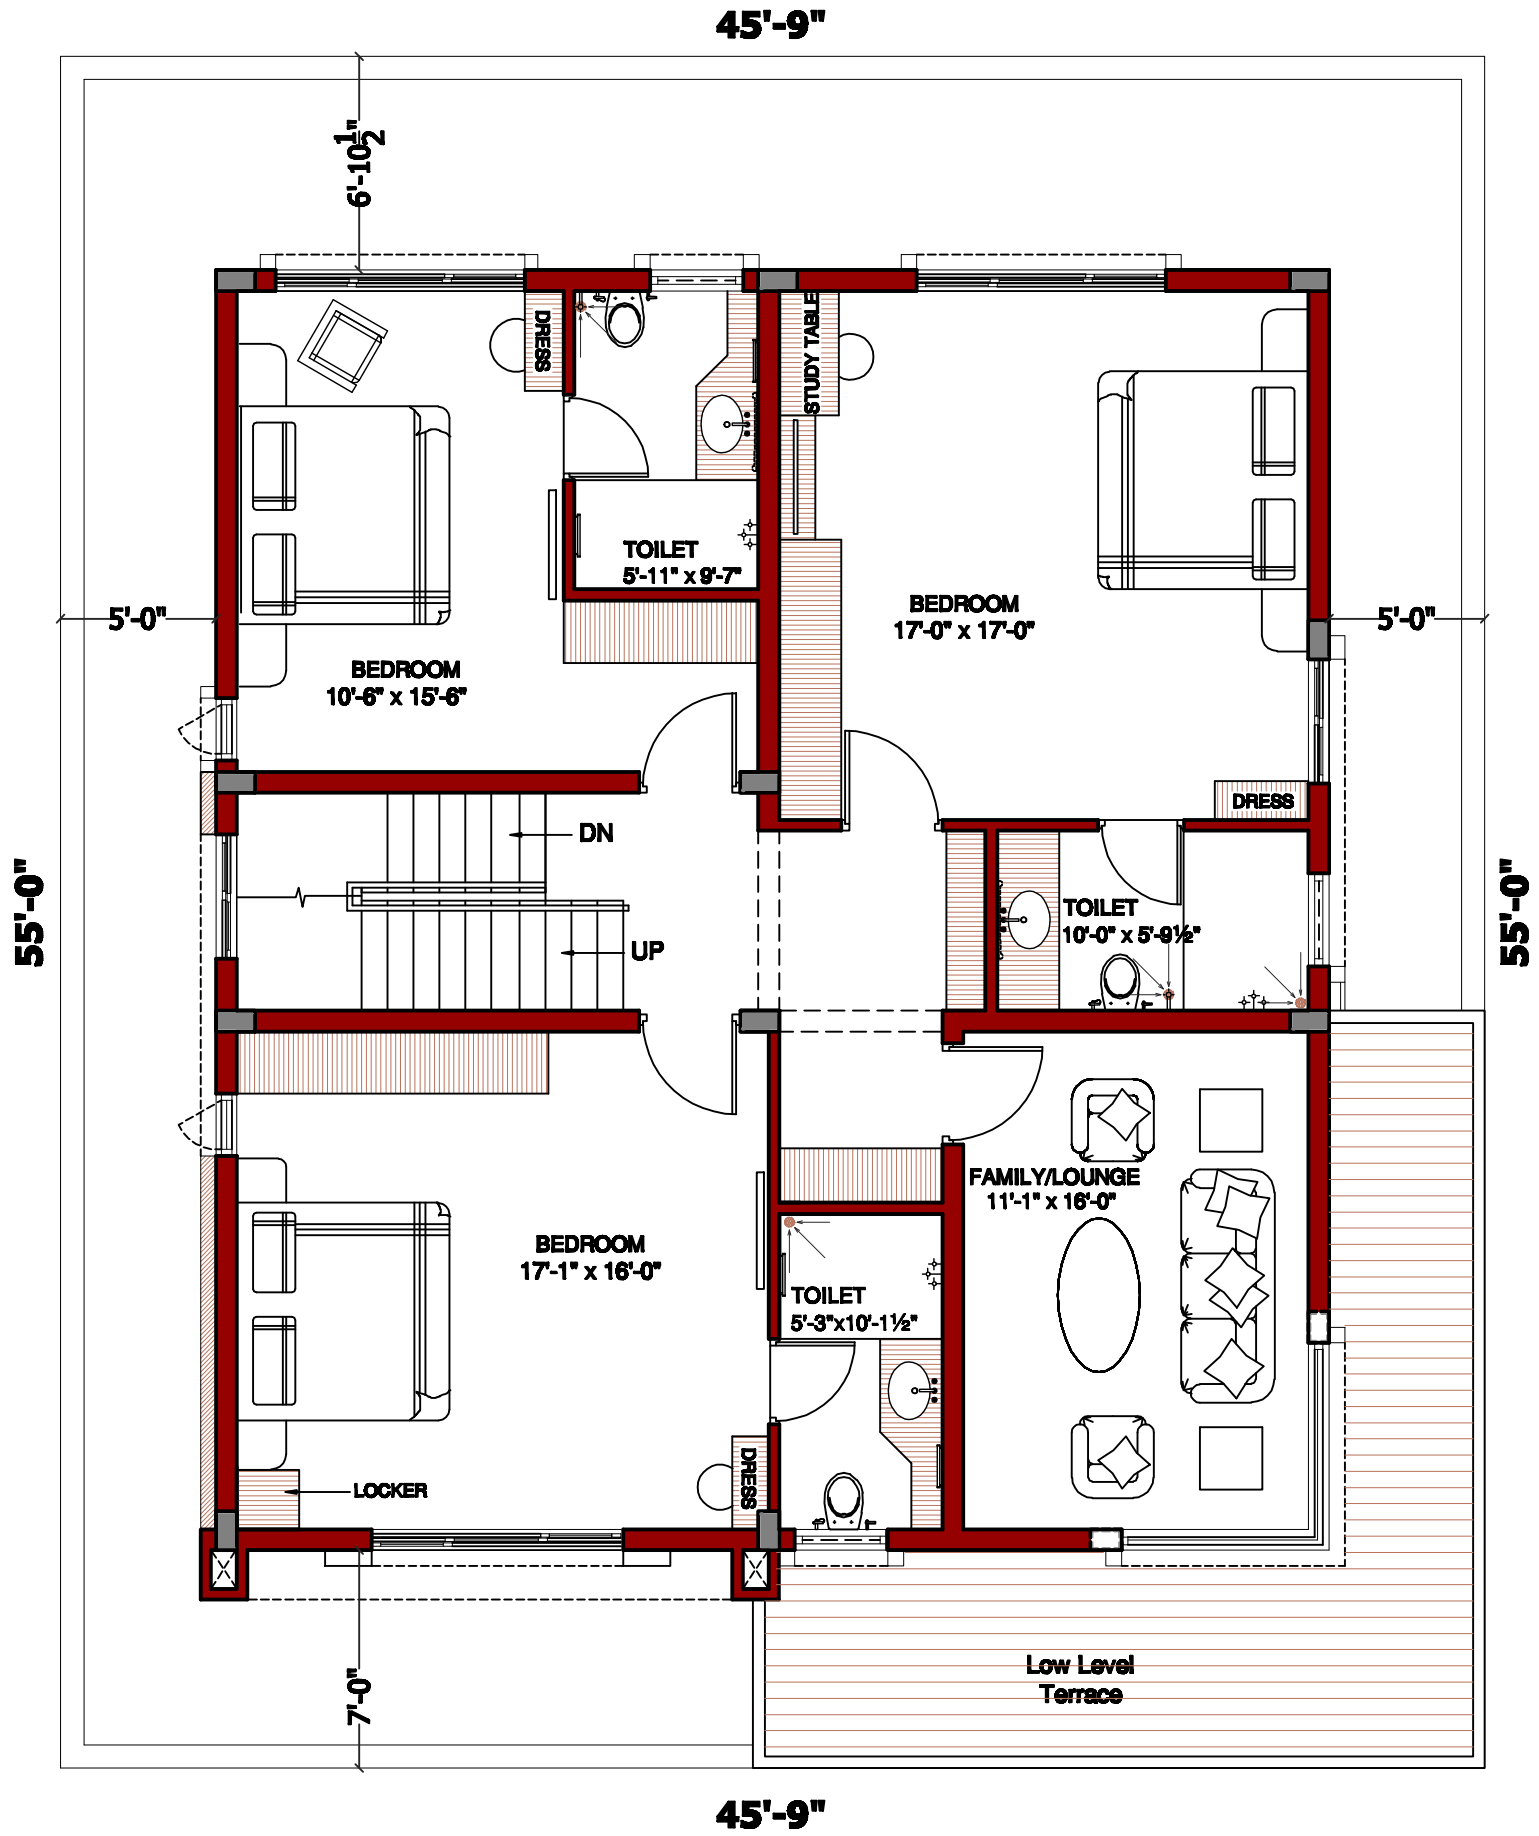 45'-9"
6'-10½"
DRESS
STUDY TABLE
TOILET
5'-11" x 9'-7"
BEDROOM
17'-0" x 17'-0"
5'-0"
5'-0"
BEDROOM
10'-6" x 15'-6"
DRESS
DN
UP
TOILET
10'-0" x 5'-9½"
55'-0"
55'-0"
FAMILY/LOUNGE
11'-1" x 16'-0"
BEDROOM
17'-1" x 16'-0"
TOILET
5'-3"x10'-1½"
DRESS
LOCKER
Low Level
Terrace
7'-0"
45'-9"